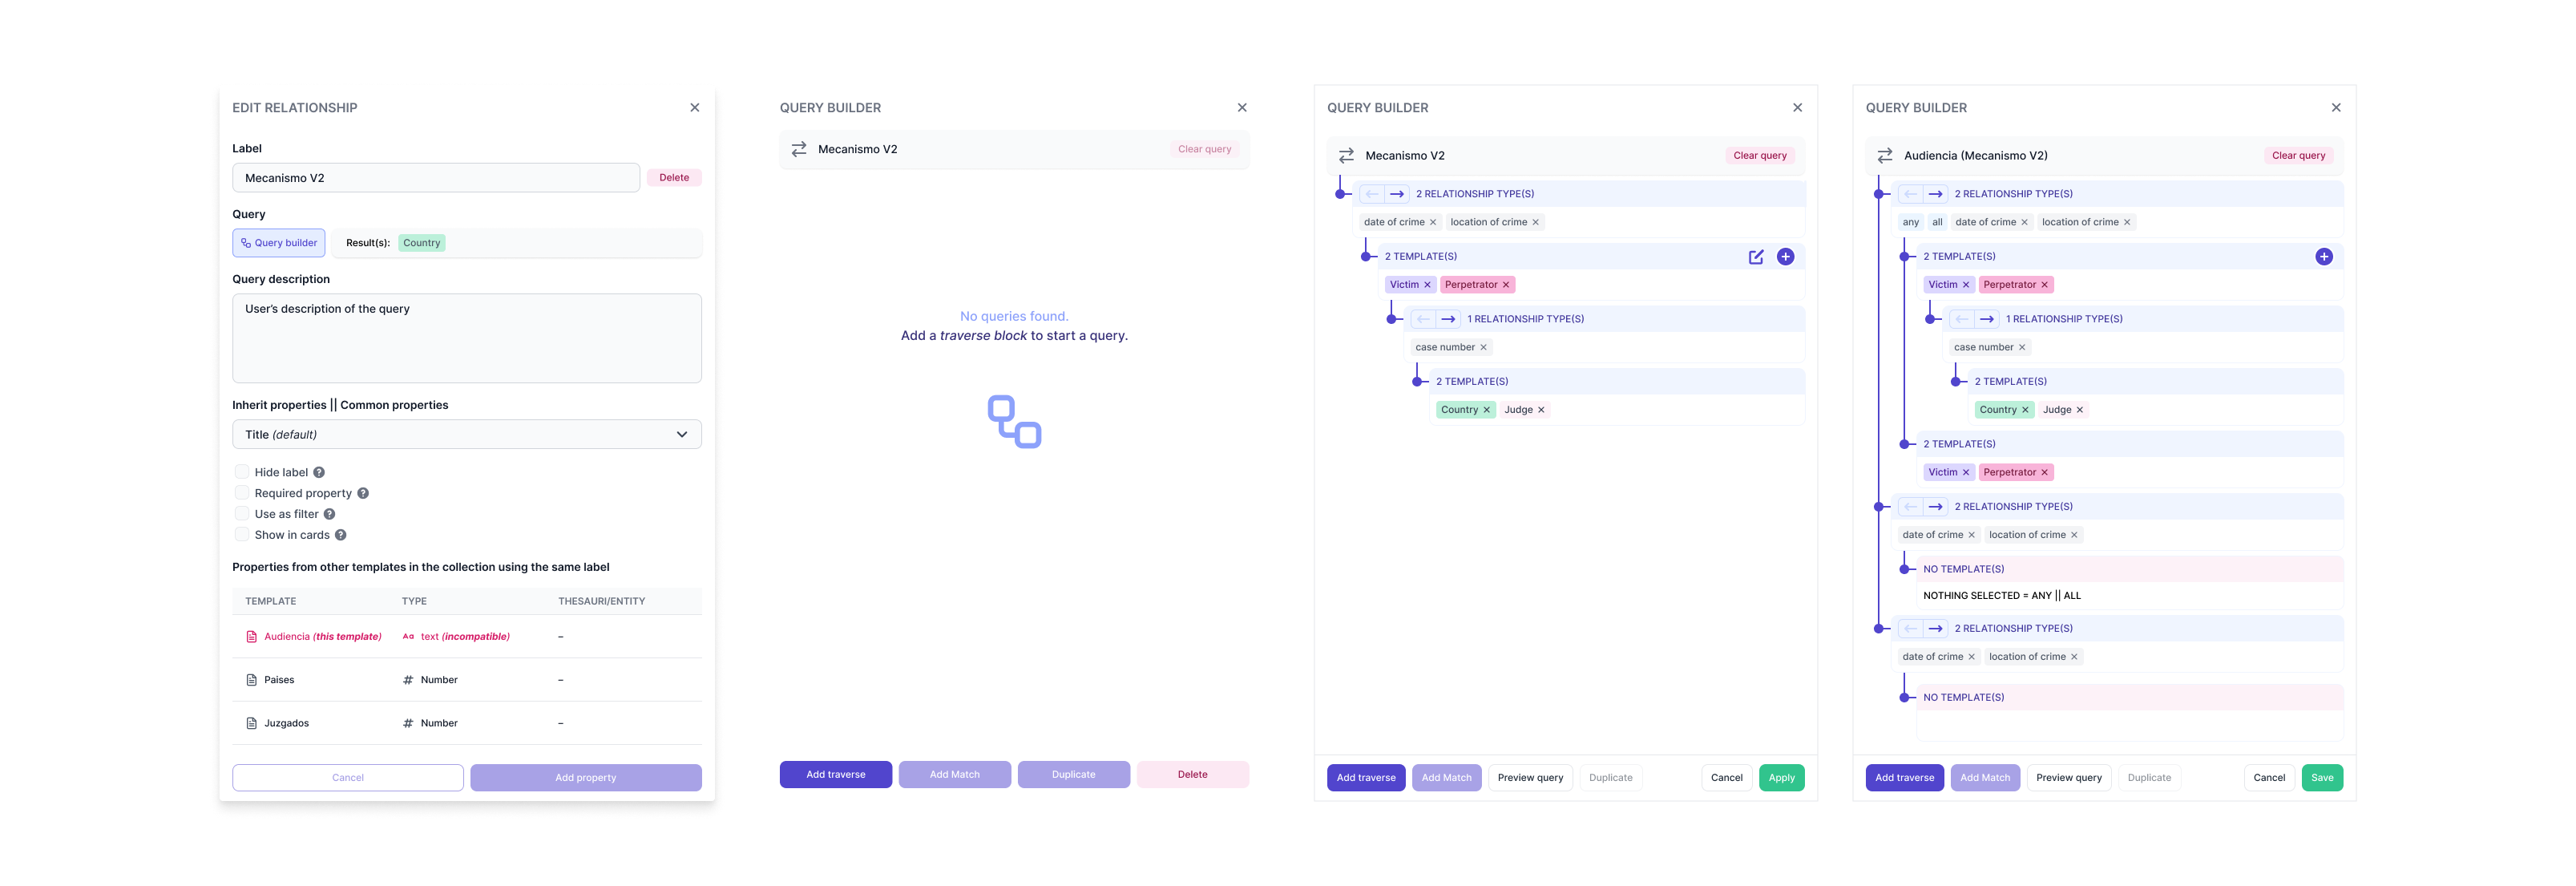 EDIT RELATIONSHIP
Label
Mecanismo V2
Delete
Query
Query builder
Result(s): Country
Query description
User's description of the query
Inherit properties || Common properties
Title (default)
Hide label
Required property
Use as filter
Show in cards
Properties from other templates in the collection using the same label
TEMPLATE TYPE THESAURI/ENTITY
Audiencia (this template) Aa text (incompatible) –
Paises # Number –
Juzgados # Number –
Cancel Add property
QUERY BUILDER
Mecanismo V2 Clear query
No queries found.
Add a traverse block to start a query.
Add traverse Add Match Duplicate Delete
QUERY BUILDER
Mecanismo V2 Clear query
2 RELATIONSHIP TYPE(S)
date of crime location of crime
2 TEMPLATE(S)
Victim Perpetrator
1 RELATIONSHIP TYPE(S)
case number
2 TEMPLATE(S)
Country Judge
Add traverse Add Match Preview query Duplicate Cancel Apply
QUERY BUILDER
Audiencia (Mecanismo V2) Clear query
2 RELATIONSHIP TYPE(S)
any all date of crime location of crime
2 TEMPLATE(S)
Victim Perpetrator
1 RELATIONSHIP TYPE(S)
case number
2 TEMPLATE(S)
Country Judge
2 TEMPLATE(S)
Victim Perpetrator
2 RELATIONSHIP TYPE(S)
date of crime location of crime
NO TEMPLATE(S)
NOTHING SELECTED = ANY || ALL
2 RELATIONSHIP TYPE(S)
date of crime location of crime
NO TEMPLATE(S)
Add traverse Add Match Preview query Duplicate Cancel Save